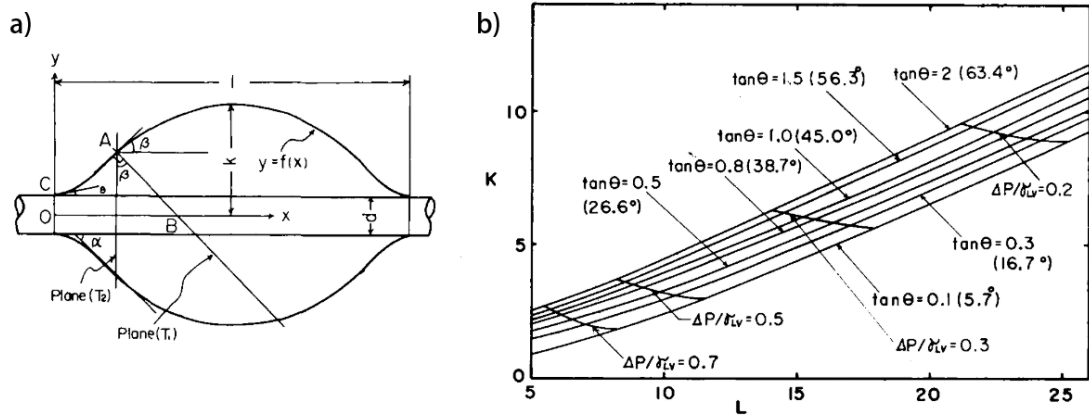 a)
y
l
A
β
β
k
y=f(x)
C
θ
O
x
B
d
α
Plane(T₂)
Plane(T₁)
b)
K
10
5
0
5
10
15
20
25
L
tanθ=1.5(56.3°)
tanθ=2(63.4°)
tanθ=1.0(45.0°)
tanθ=0.8(38.7°)
tanθ=0.5
(26.6°)
ΔP/γLV=0.2
tanθ=0.3
(16.7°)
tanθ=0.1(5.7°)
ΔP/γLV=0.5
ΔP/γLV=0.3
ΔP/γLV=0.7